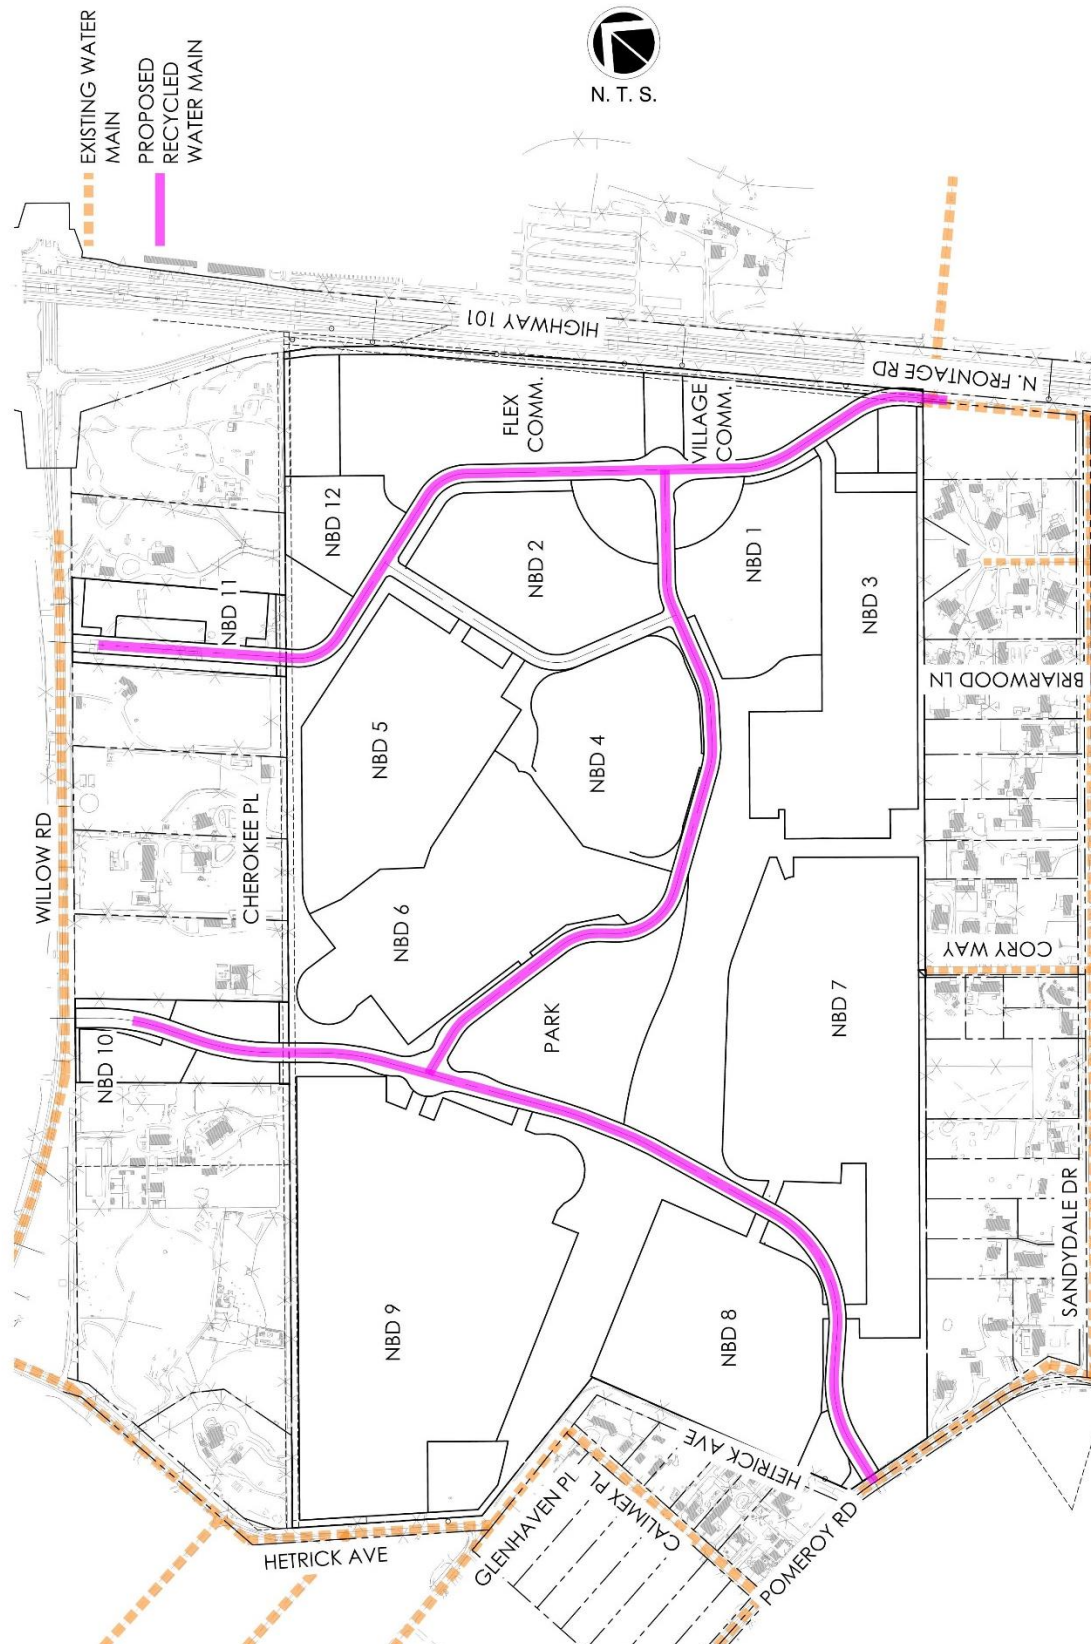 EXISTING WATER
MAIN
PROPOSED
RECYCLED
WATER MAIN
N. T. S.
HIGHWAY 101
N. FRONTAGE RD
FLEX
COMM.
VILLAGE
COMM.
NBD 12
NBD 2
NBD 1
NBD 3
NBD 11
BRIARWOOD LN
NBD 5
NBD 4
WILLOW RD
CHEROKEE PL
NBD 6
CORY WAY
NBD 10
PARK
NBD 7
SANDYDALE DR
NBD 9
NBD 8
HETRICK AVE
HETRICK AVE
GLENHAVEN PL
CALIMEX PL
POMEROY RD